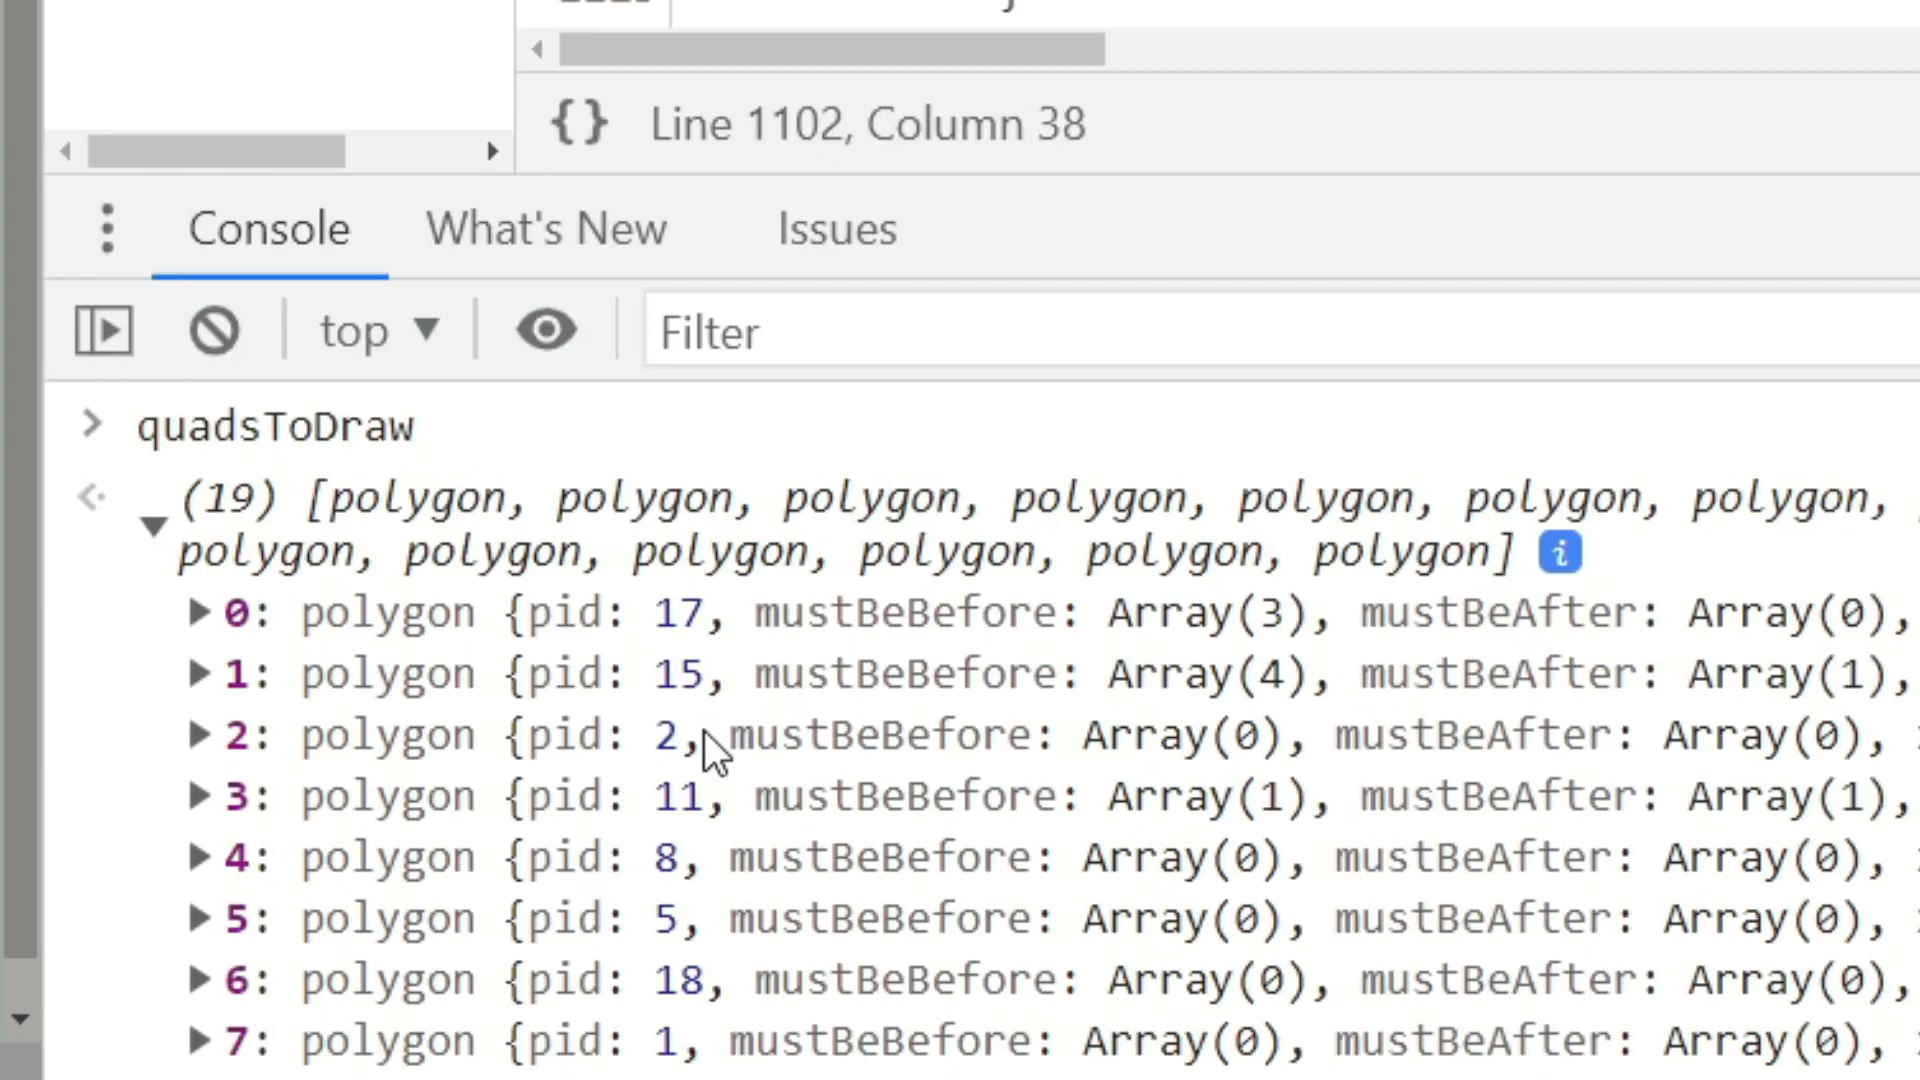 {} Line 1102, Column 38
Console What's New Issues
top ▼ Filter
> quadsToDraw
(19) [polygon, polygon, polygon, polygon, polygon, polygon, polygon,
polygon, polygon, polygon, polygon, polygon, polygon] i
0: polygon {pid: 17, mustBeBefore: Array(3), mustBeAfter: Array(0),
1: polygon {pid: 15, mustBeBefore: Array(4), mustBeAfter: Array(1),
2: polygon {pid: 2, mustBeBefore: Array(0), mustBeAfter: Array(0),
3: polygon {pid: 11, mustBeBefore: Array(1), mustBeAfter: Array(1),
4: polygon {pid: 8, mustBeBefore: Array(0), mustBeAfter: Array(0),
5: polygon {pid: 5, mustBeBefore: Array(0), mustBeAfter: Array(0),
6: polygon {pid: 18, mustBeBefore: Array(0), mustBeAfter: Array(0),
7: polygon {pid: 1, mustBeBefore: Array(0), mustBeAfter: Array(0),